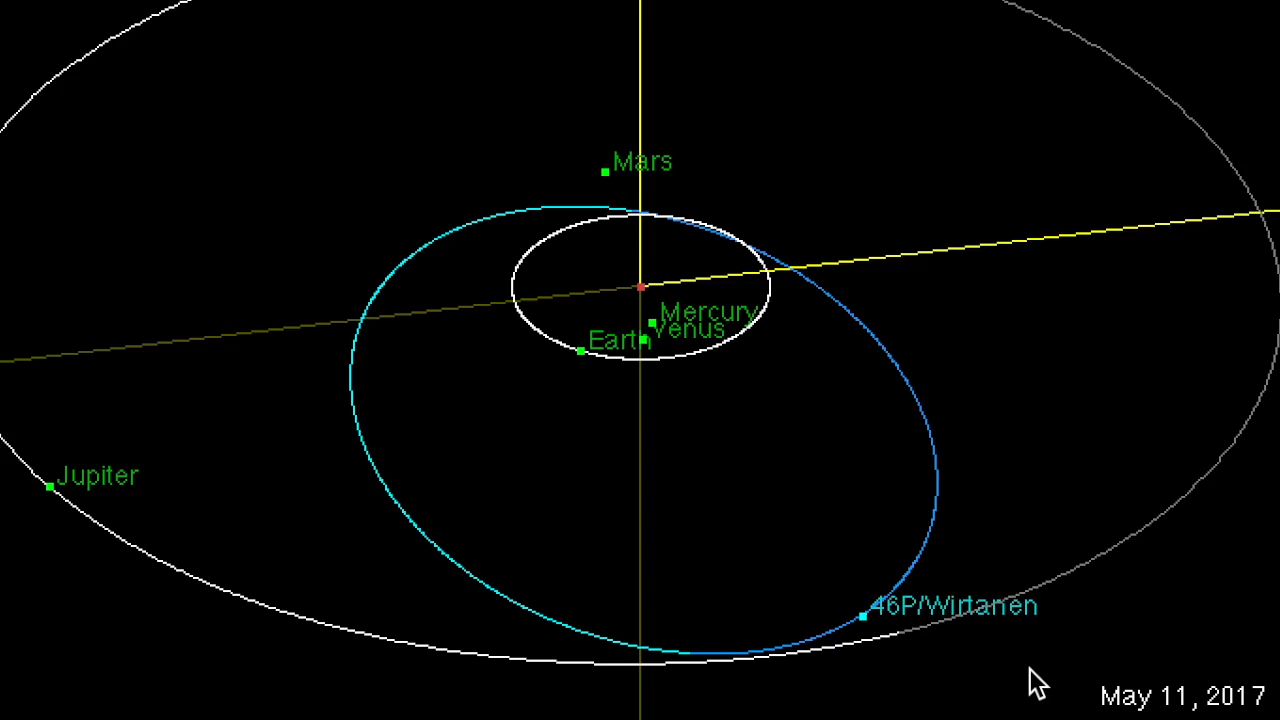 Mars
Mercury
Venus
Earth
Jupiter
46P/Wirtanen
May 11, 2017